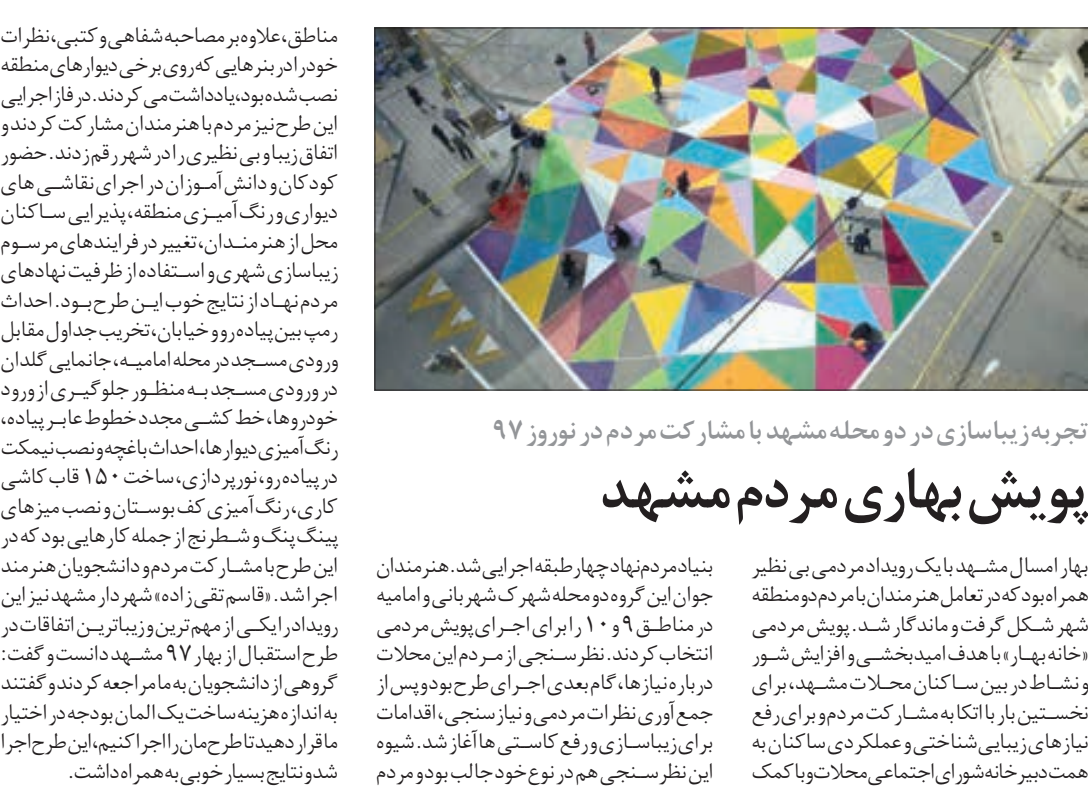 تجربه زیباسازی در دو محله مشهد با مشارکت مردم در نوروز ۹۷
پویش بهاری مردم مشهد
بهار امسال مشهد با یک رویداد مردمی بی نظیر
همراه بود که در تعامل هنرمندان با مردم دو منطقه
شهر شکل گرفت و ماندگار شد. پویش مردمی
«خانه بهار» با هدف امیدبخشی و افزایش شور
و نشاط در بین ساکنان محلات مشهد، برای
نخستین بار با اتکا به مشارکت مردم و برای رفع
نیازهای زیبایی شناختی و عملکردی ساکنان به
همت دبیرخانه شورای اجتماعی محلات و با کمک
بنیاد مردم نهاد چهار طبقه اجرایی شد. هنرمندان
جوان این گروه دو محله شهرک شهربانی و امامیه
در مناطق ۹ و ۱۰ را برای اجرای پویش مردمی
انتخاب کردند. نظرسنجی از مردم این محلات
درباره نیازها، گام بعدی اجرای طرح بود و پس از
جمع آوری نظرات مردمی و نیازسنجی، اقدامات
برای زیباسازی و رفع کاستی ها آغاز شد. شیوه
این نظرسنجی هم در نوع خود جالب بود و مردم
مناطق، علاوه بر مصاحبه شفاهی و کتبی، نظرات
خود را در بنرهایی که روی برخی دیوارهای منطقه
نصب شده بود، یادداشت می کردند. در فاز اجرایی
این طرح نیز مردم با هنرمندان مشارکت کردند و
اتفاق زیبا و بی نظیری را در شهر رقم زدند. حضور
کودکان و دانش آموزان در اجرای نقاشی های
دیواری و رنگ آمیزی منطقه، پذیرایی ساکنان
محل از هنرمندان، تغییر در فرایندهای مرسوم
زیباسازی شهری و استفاده از ظرفیت نهادهای
مردم نهاد از نتایج خوب این طرح بود. احداث
رمپ بین پیاده رو و خیابان، تخریب جداول مقابل
ورودی مسجد در محله امامیه، جانمایی گلدان
در ورودی مسجد به منظور جلوگیری از ورود
خودروها، خط کشی مجدد خطوط عابر پیاده،
رنگ آمیزی دیوارها، احداث باغچه و نصب نیمکت
در پیاده رو، نورپردازی، ساخت ۱۵۰ قاب کاشی
کاری، رنگ آمیزی کف بوستان و نصب میزهای
پینگ پنگ و شطرنج از جمله کارهایی بود که در
این طرح با مشارکت مردم و دانشجویان هنرمند
اجرا شد. «قاسم تقی زاده» شهردار مشهد نیز این
رویداد را یکی از مهم ترین و زیباترین اتفاقات در
طرح استقبال از بهار ۹۷ مشهد دانست و گفت:
گروهی از دانشجویان به ما مراجعه کردند و گفتند
به اندازه هزینه ساخت یک المان بودجه در اختیار
ما قرار دهید تا طرح مان را اجرا کنیم، این طرح اجرا
شد و نتایج بسیار خوبی به همراه داشت.